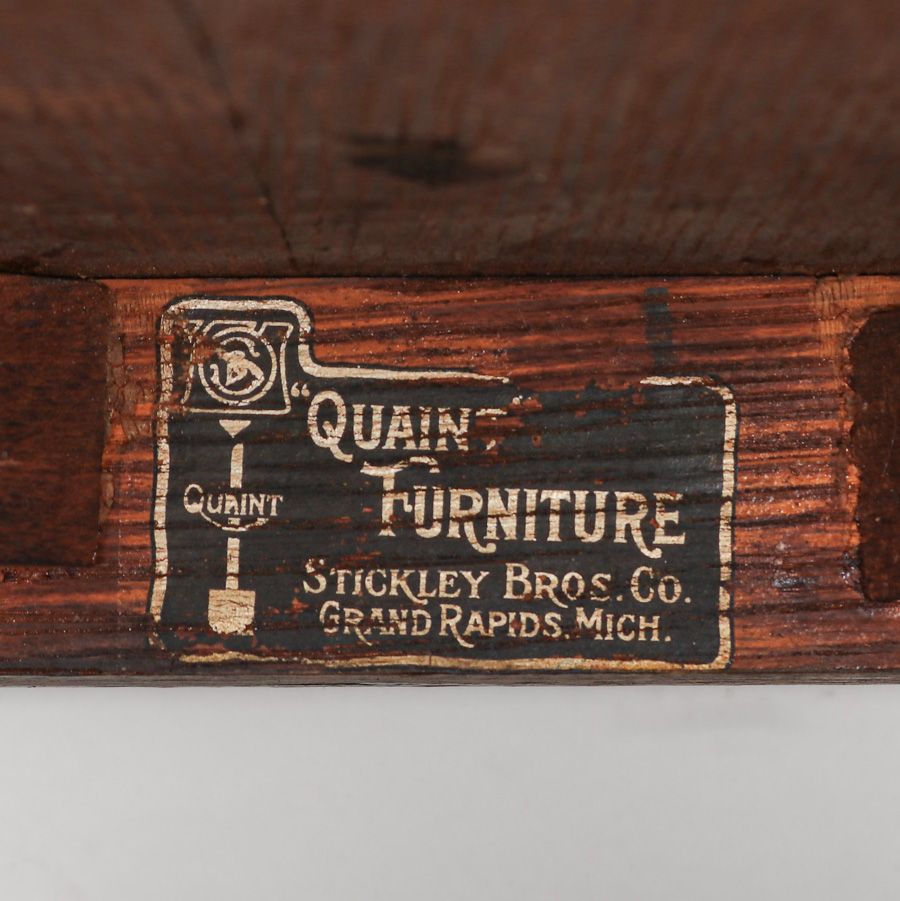 "QUAINT
FURNITURE
QUAINT
STICKLEY BROS. CO.
GRAND RAPIDS, MICH.